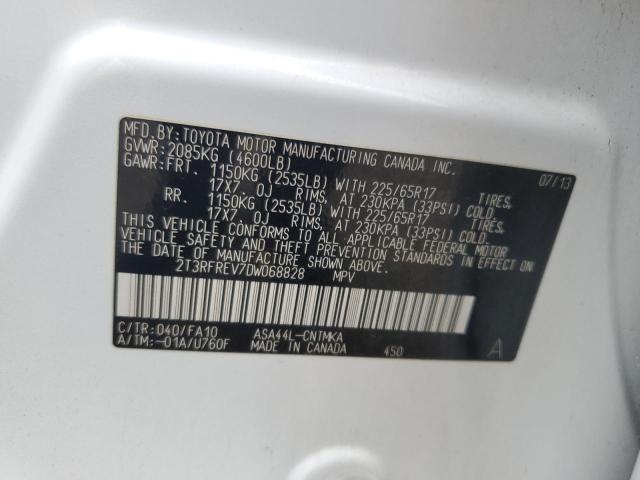 MFD.BY:TOYOTA MOTOR MANUFACTURING CANADA INC. 07/13
GVWR:2085KG (4600LB)
GAWR:FRT. 1150KG (2535LB) WITH 225/65R17 TIRES,
17X7 0J RIMS, AT 230KPA (33PSI) COLD.
RR. 1150KG (2535LB) WITH 225/65R17 TIRES,
17X7 0J RIMS, AT 230KPA (33PSI) COLD.
THIS VEHICLE CONFORMS TO ALL APPLICABLE FEDERAL MOTOR
VEHICLE SAFETY AND THEFT PREVENTION STANDARDS IN EFFECT ON
THE DATE OF MANUFACTURE SHOWN ABOVE.
2T3RFREV7DW068828 MPV
C/TR:040/FA10 ASA44L-CNTMKA
A/TM:-01A/U760F MADE IN CANADA 450 A